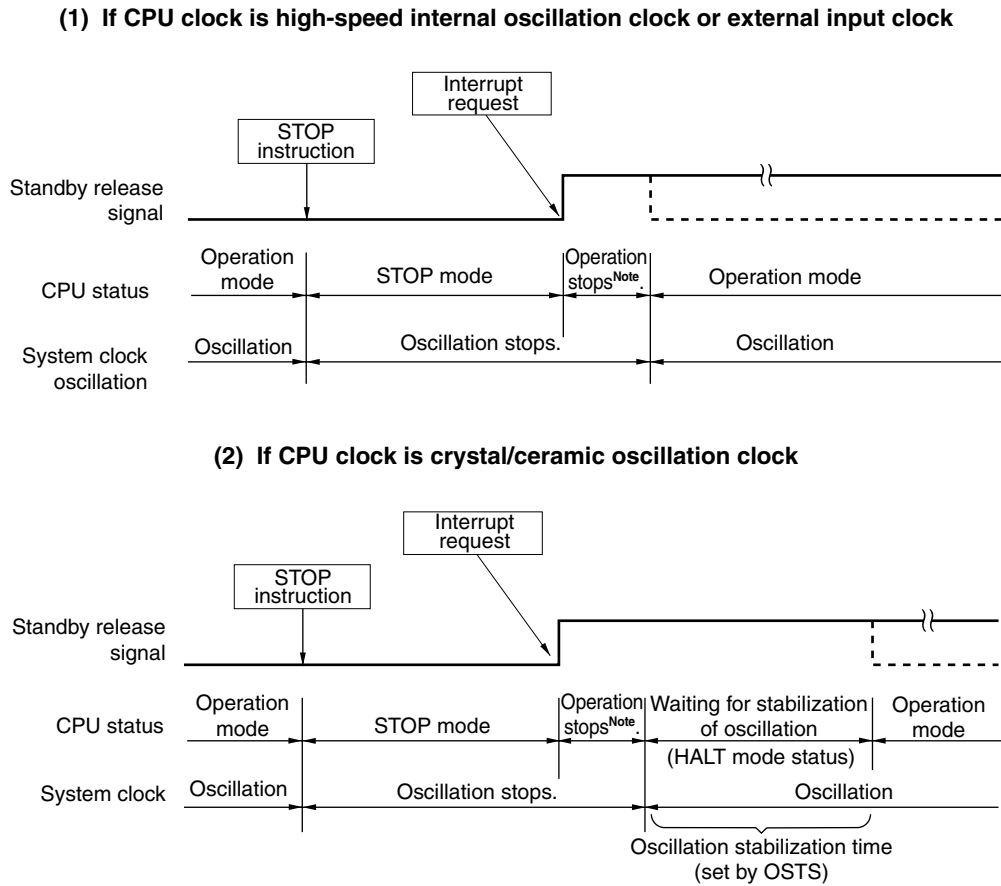 (1) If CPU clock is high-speed internal oscillation clock or external input clock
Interrupt
request
STOP
instruction
Standby release
signal
Operation
mode
STOP mode
Operation
stopsNote.
Operation mode
CPU status
Oscillation
Oscillation stops.
Oscillation
System clock
oscillation
(2) If CPU clock is crystal/ceramic oscillation clock
Interrupt
request
STOP
instruction
Standby release
signal
Operation
mode
STOP mode
Operation
stopsNote.
Waiting for stabilization
of oscillation
(HALT mode status)
Operation
mode
CPU status
System clock
Oscillation
Oscillation stops.
Oscillation
Oscillation stabilization time
(set by OSTS)